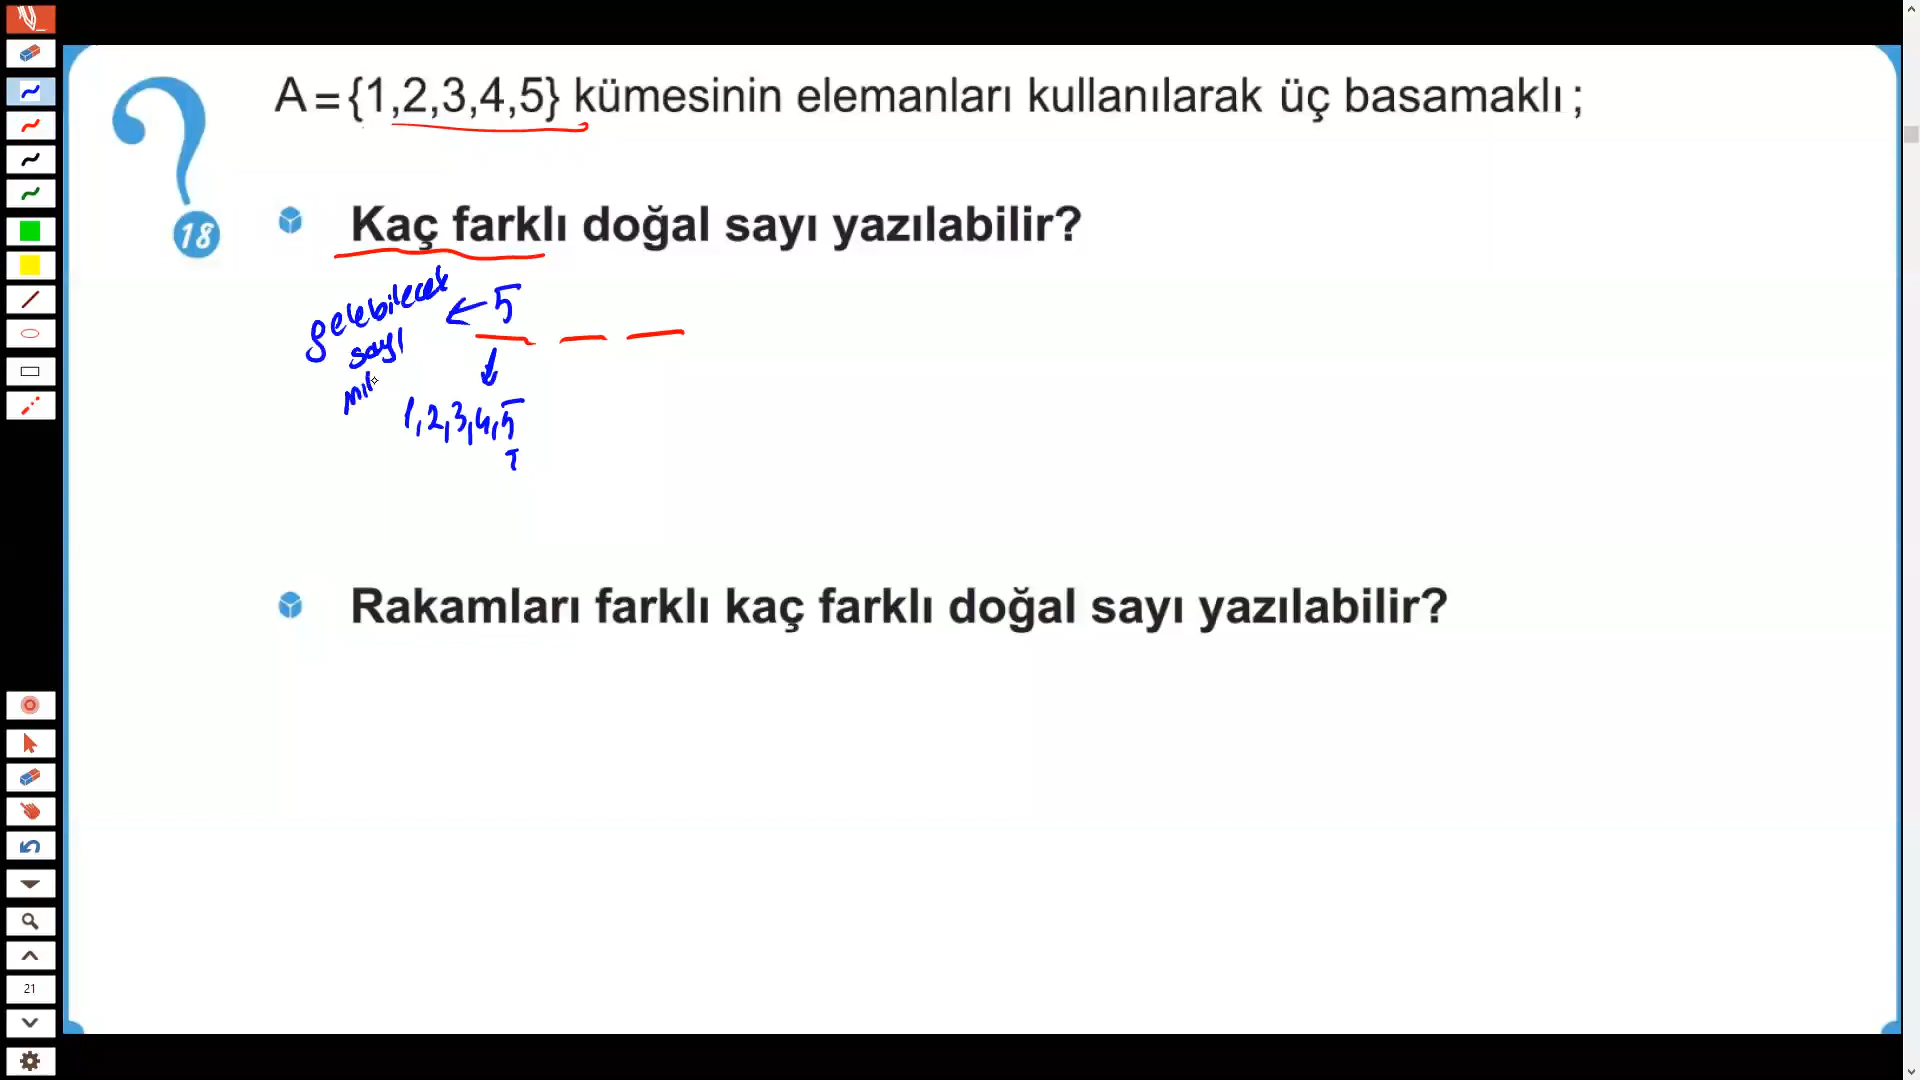 A = {1,2,3,4,5} kümesinin elemanları kullanılarak üç basamaklı ;
18
Kaç farklı doğal sayı yazılabilir?
gelebilecek
5
sayı
1,2,3,4,5
Rakamları farklı kaç farklı doğal sayı yazılabilir?
21